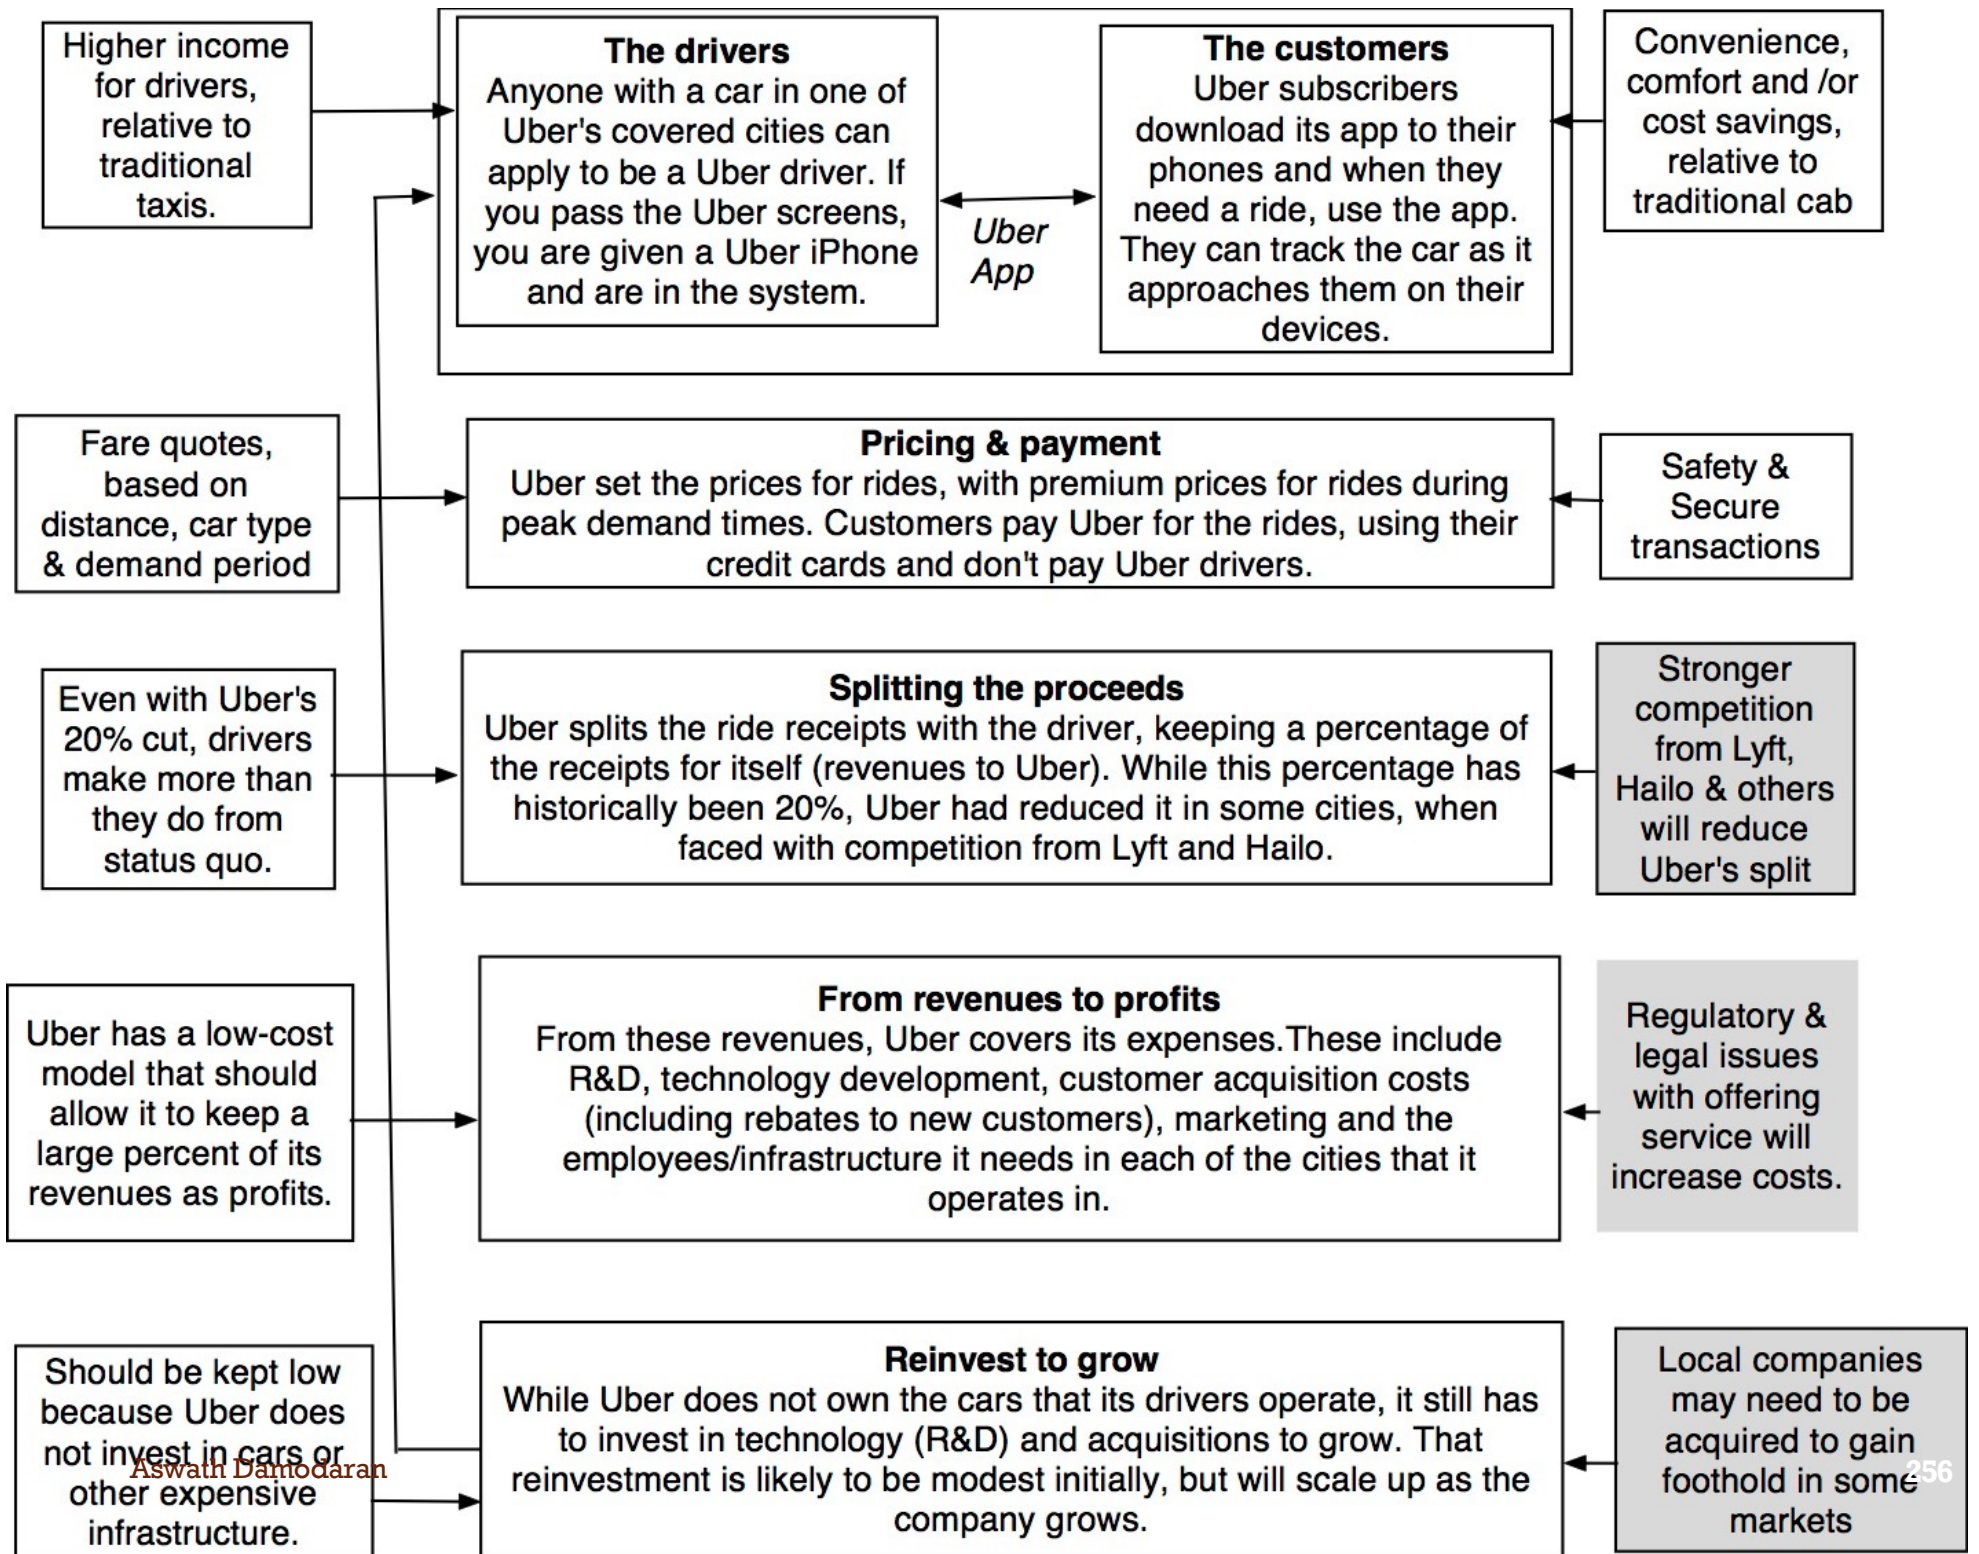 Higher income
for drivers,
relative to
traditional
taxis.
The drivers
Anyone with a car in one of
Uber's covered cities can
apply to be a Uber driver. If
you pass the Uber screens,
you are given a Uber iPhone
and are in the system.
Uber
App
The customers
Uber subscribers
download its app to their
phones and when they
need a ride, use the app.
They can track the car as it
approaches them on their
devices.
Convenience,
comfort and /or
cost savings,
relative to
traditional cab
Fare quotes,
based on
distance, car type
& demand period
Pricing & payment
Uber set the prices for rides, with premium prices for rides during
peak demand times. Customers pay Uber for the rides, using their
credit cards and don't pay Uber drivers.
Safety &
Secure
transactions
Even with Uber's
20% cut, drivers
make more than
they do from
status quo.
Splitting the proceeds
Uber splits the ride receipts with the driver, keeping a percentage of
the receipts for itself (revenues to Uber). While this percentage has
historically been 20%, Uber had reduced it in some cities, when
faced with competition from Lyft and Hailo.
Stronger
competition
from Lyft,
Hailo & others
will reduce
Uber's split
Uber has a low-cost
model that should
allow it to keep a
large percent of its
revenues as profits.
From revenues to profits
From these revenues, Uber covers its expenses.These include
R&D, technology development, customer acquisition costs
(including rebates to new customers), marketing and the
employees/infrastructure it needs in each of the cities that it
operates in.
Regulatory &
legal issues
with offering
service will
increase costs.
Should be kept low
because Uber does
not invest in cars or
other expensive
infrastructure.
Aswath Damodaran
Reinvest to grow
While Uber does not own the cars that its drivers operate, it still has
to invest in technology (R&D) and acquisitions to grow. That
reinvestment is likely to be modest initially, but will scale up as the
company grows.
Local companies
may need to be
acquired to gain
foothold in some
markets
256